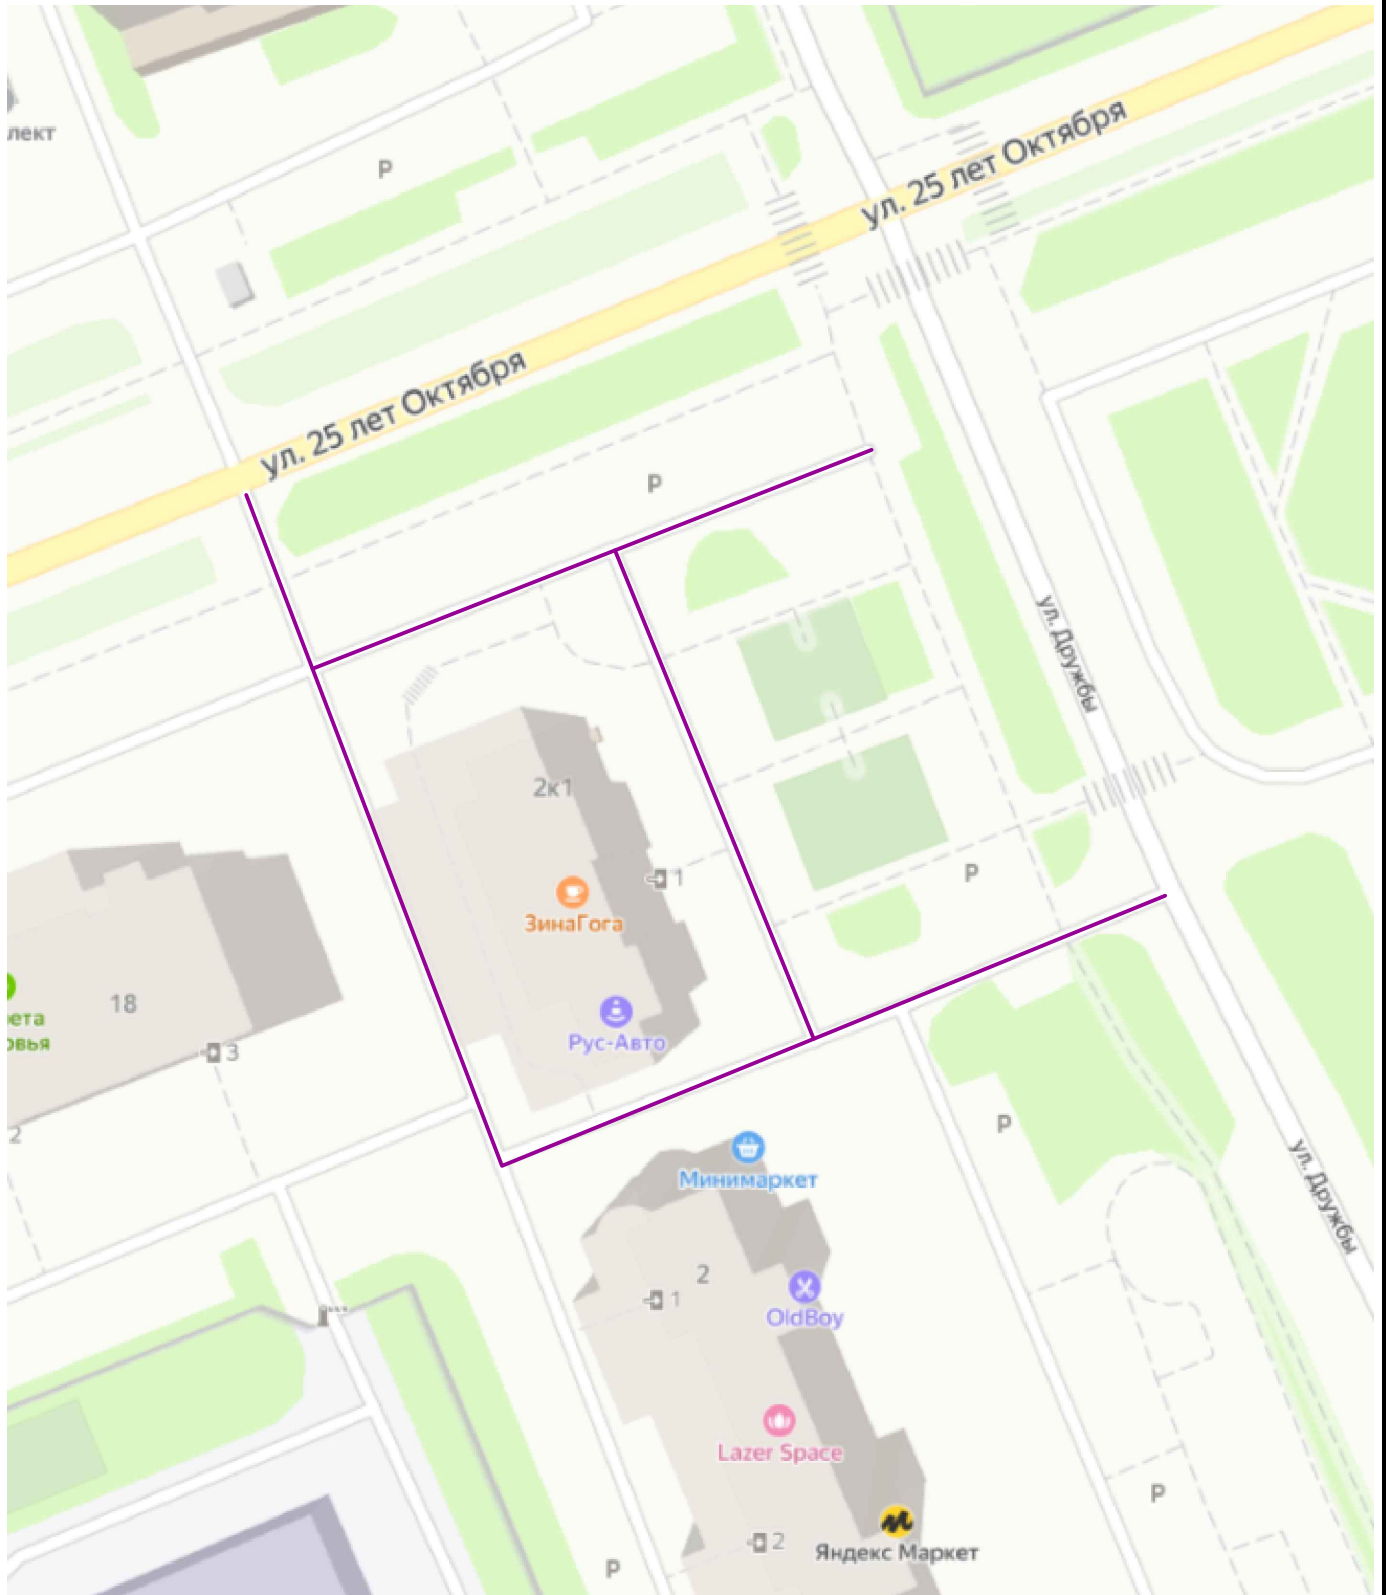 лект
P
ул. 25 лет Октября
ул. 25 лет Октября
P
ул. Дружбы
2к1
1
P
ЗинаГога
18
Рус-Авто
3
2
P
Минимаркет
ул. Дружбы
2
1
OldBoy
Lazer Space
P
2
Яндекс Маркет
P